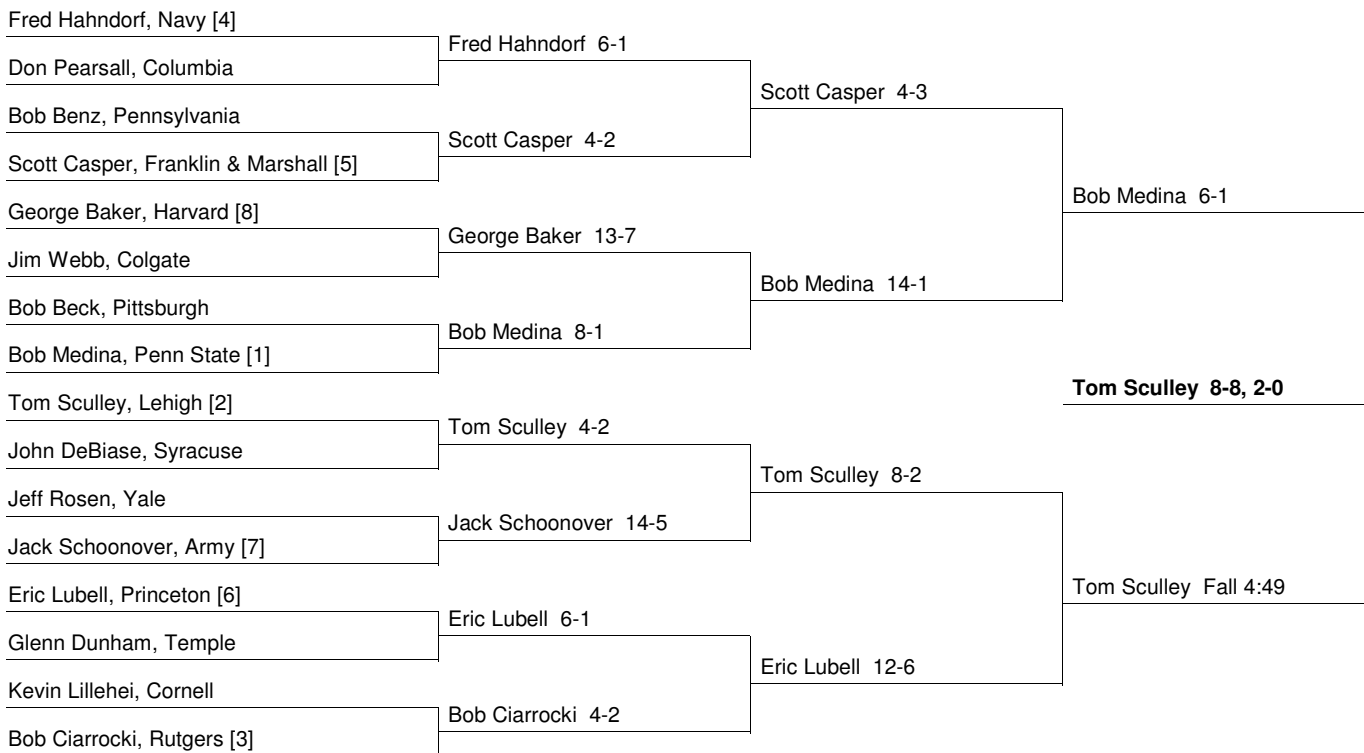 Fred Hahndorf, Navy [4]
Fred Hahndorf 6-1
Don Pearsall, Columbia
Scott Casper 4-3
Bob Benz, Pennsylvania
Scott Casper 4-2
Scott Casper, Franklin & Marshall [5]
Bob Medina 6-1
George Baker, Harvard [8]
George Baker 13-7
Jim Webb, Colgate
Bob Medina 14-1
Bob Beck, Pittsburgh
Bob Medina 8-1
Bob Medina, Penn State [1]
Tom Sculley 8-8, 2-0
Tom Sculley, Lehigh [2]
Tom Sculley 4-2
John DeBiase, Syracuse
Tom Sculley 8-2
Jeff Rosen, Yale
Jack Schoonover 14-5
Jack Schoonover, Army [7]
Tom Sculley Fall 4:49
Eric Lubell, Princeton [6]
Eric Lubell 6-1
Glenn Dunham, Temple
Eric Lubell 12-6
Kevin Lillehei, Cornell
Bob Ciarrocki 4-2
Bob Ciarrocki, Rutgers [3]